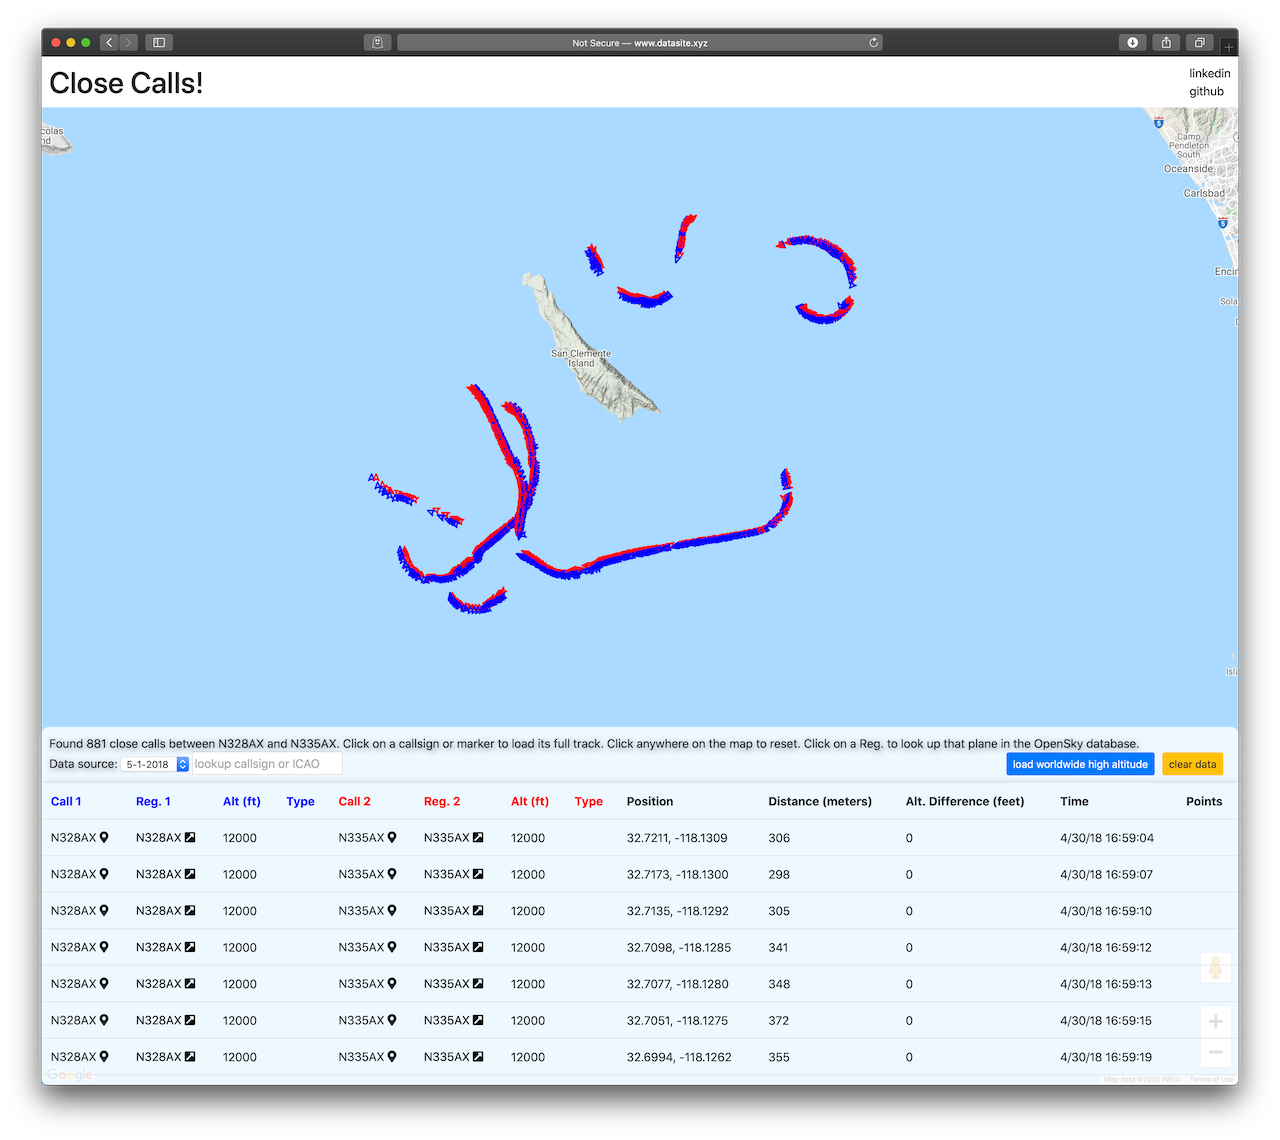 Not Secure — www.datasite.xyz
Close Calls!
linkedin
github
colas
nd
5
Camp
Pendleton
South
Oceanside
Carlsbad
5
Encin
Sola
San Clemente
Island
Isla
Found 881 close calls between N328AX and N335AX. Click on a callsign or marker to load its full track. Click anywhere on the map to reset. Click on a Reg. to look up that plane in the OpenSky database.
Data source: 5-1-2018 lookup callsign or ICAO load worldwide high altitude clear data
Call 1 Reg. 1 Alt (ft) Type Call 2 Reg. 2 Alt (ft) Type Position Distance (meters) Alt. Difference (feet) Time Points
N328AX N328AX 12000 N335AX N335AX 12000 32.7211, -118.1309 306 0 4/30/18 16:59:04
N328AX N328AX 12000 N335AX N335AX 12000 32.7173, -118.1300 298 0 4/30/18 16:59:07
N328AX N328AX 12000 N335AX N335AX 12000 32.7135, -118.1292 305 0 4/30/18 16:59:10
N328AX N328AX 12000 N335AX N335AX 12000 32.7098, -118.1285 341 0 4/30/18 16:59:12
N328AX N328AX 12000 N335AX N335AX 12000 32.7077, -118.1280 348 0 4/30/18 16:59:13
N328AX N328AX 12000 N335AX N335AX 12000 32.7051, -118.1275 372 0 4/30/18 16:59:15
N328AX N328AX 12000 N335AX N335AX 12000 32.6994, -118.1262 355 0 4/30/18 16:59:19
Google
Map data ©2020 INEGI Terms of Use